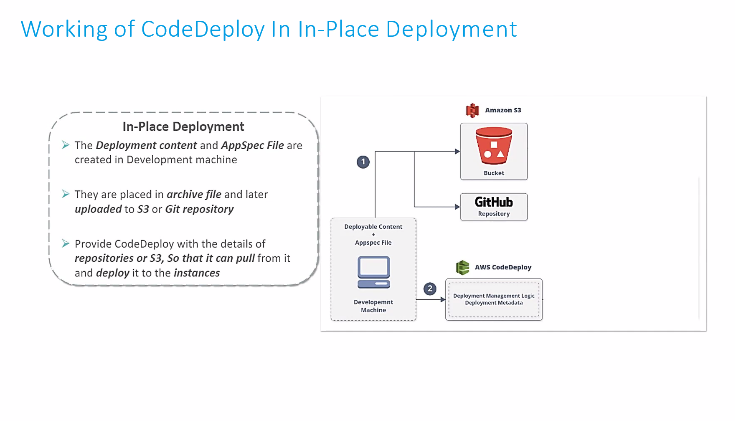 Working of CodeDeploy In In-Place Deployment
In-Place Deployment
The Deployment content and AppSpec File are
created in Development machine
They are placed in archive file and later
uploaded to S3 or Git repository
Provide CodeDeploy with the details of
repositories or S3, So that it can pull from it
and deploy it to the instances
Amazon S3
Bucket
1
GitHub
Repository
Deployable Content
+
Appspec File
Developemnt
Machine
2
AWS CodeDeploy
Deployment Management Logic
Deployment Metadata